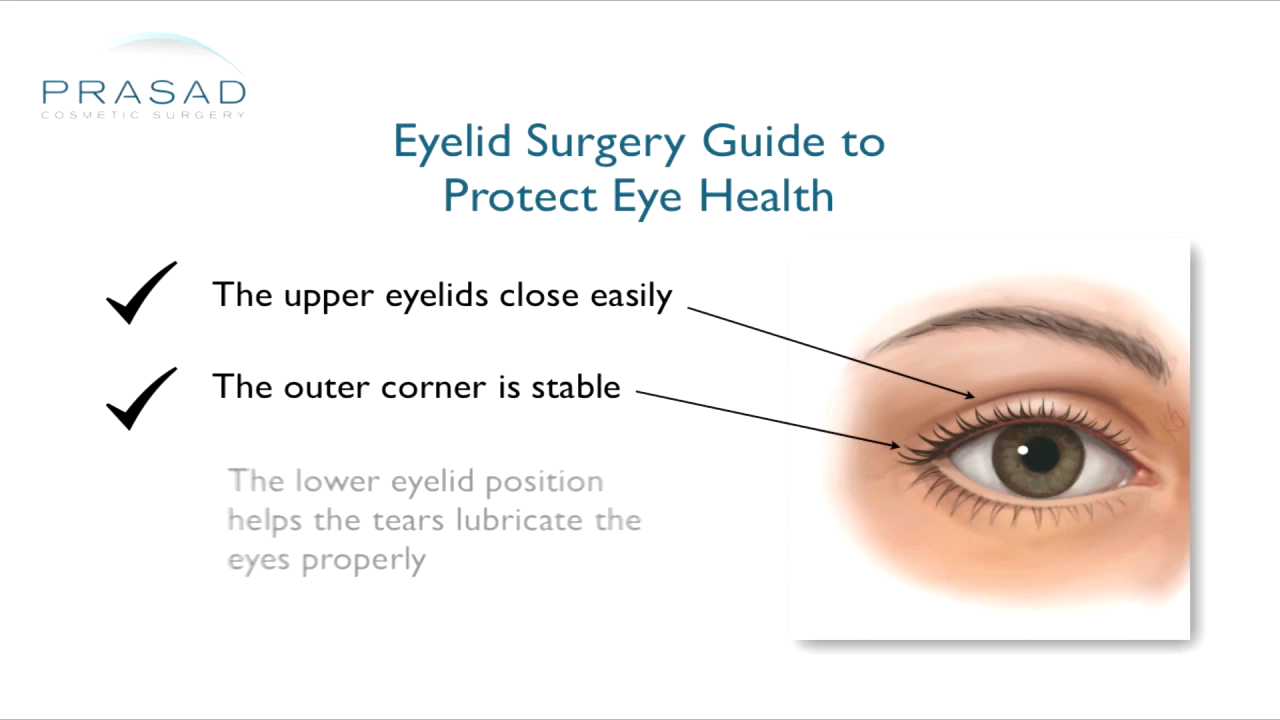 PRASAD
COSMETIC SURGERY
Eyelid Surgery Guide to
Protect Eye Health
The upper eyelids close easily
The outer corner is stable
The lower eyelid position
helps the tears lubricate the
eyes properly